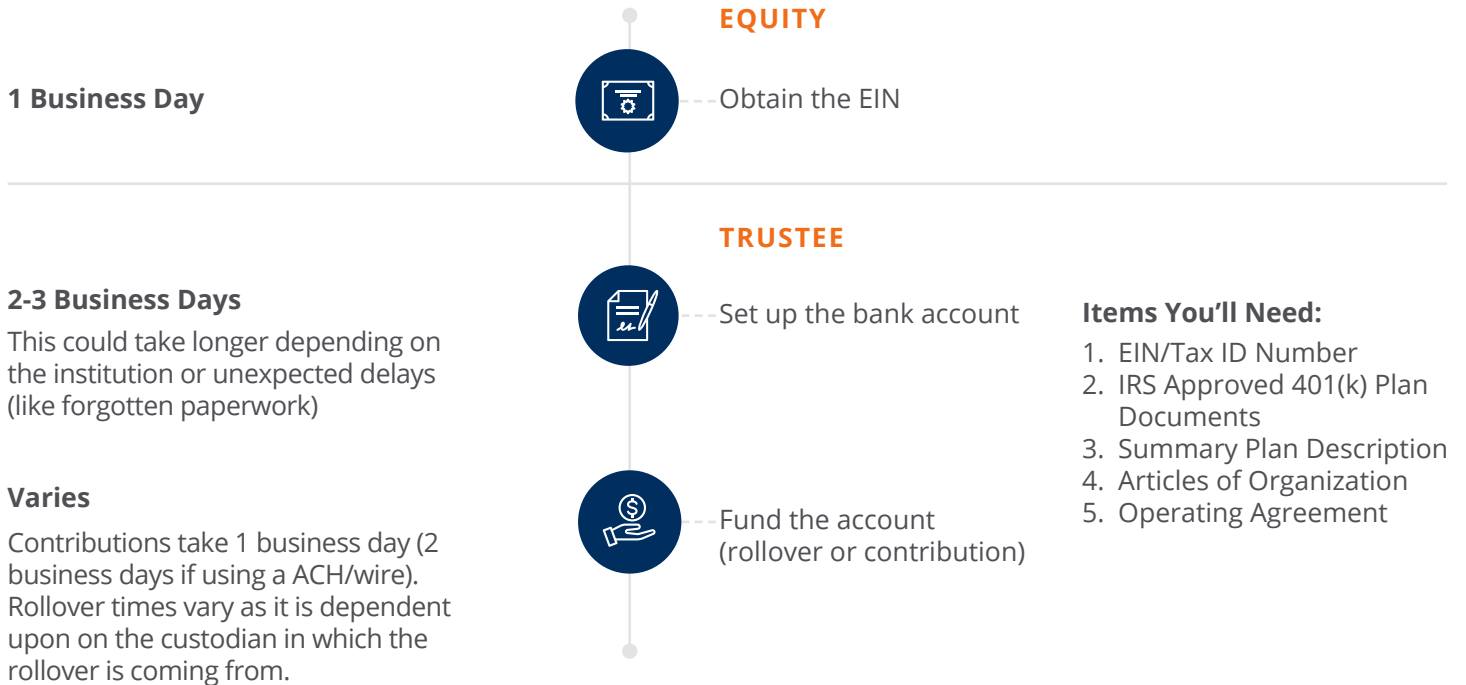 EQUITY
1 Business Day
Obtain the EIN
TRUSTEE
2-3 Business Days
This could take longer depending on
the institution or unexpected delays
(like forgotten paperwork)
Set up the bank account
Items You’ll Need:
1. EIN/Tax ID Number
2. IRS Approved 401(k) Plan
Documents
3. Summary Plan Description
4. Articles of Organization
5. Operating Agreement
Varies
Contributions take 1 business day (2
business days if using a ACH/wire).
Rollover times vary as it is dependent
upon on the custodian in which the
rollover is coming from.
Fund the account
(rollover or contribution)